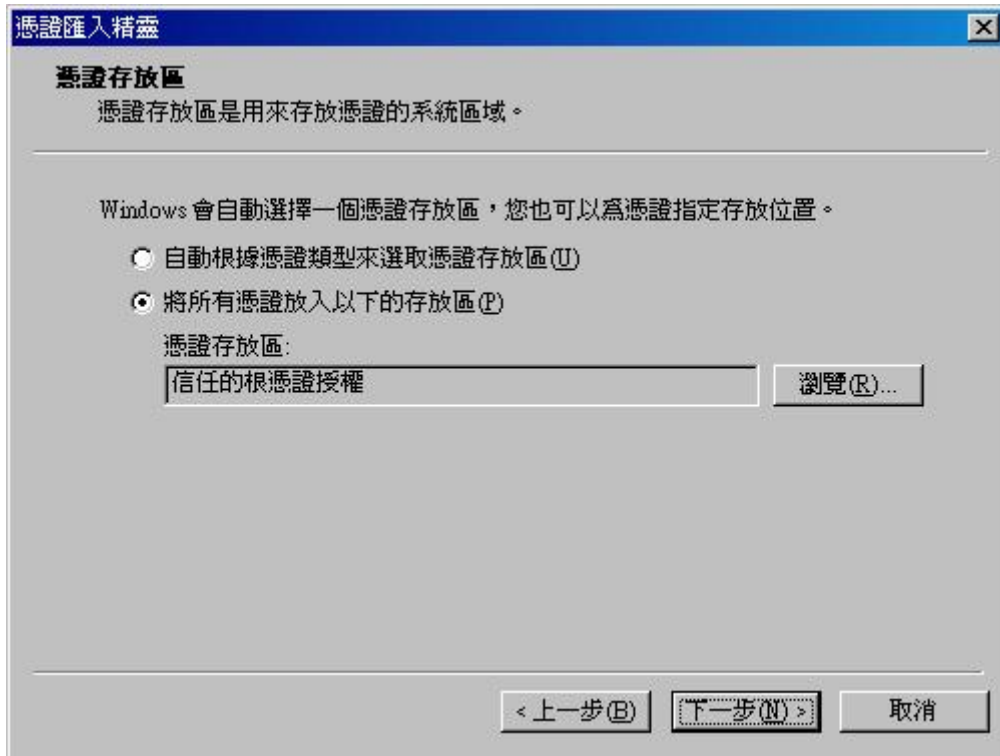 憑證匯入精靈
憑證存放區
憑證存放區是用來存放憑證的系統區域。
Windows 會自動選擇一個憑證存放區，您也可以爲憑證指定存放位置。
自動根據憑證類型來選取憑證存放區(U)
將所有憑證放入以下的存放區(P)
憑證存放區:
信任的根憑證授權
瀏覽(R)...
< 上一步(B)
下一步(N) >
取消